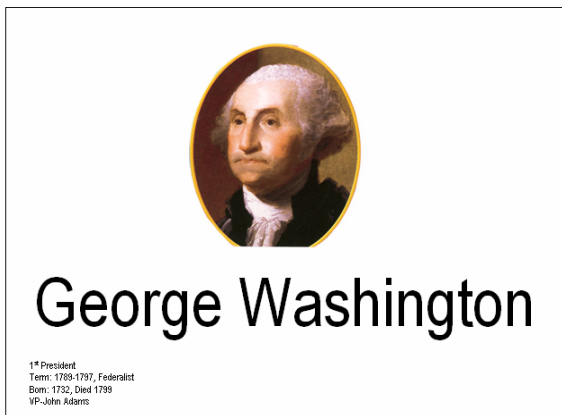 George Washington
1st President
Term: 1789-1797, Federalist
Born: 1732, Died 1799
VP-John Adams